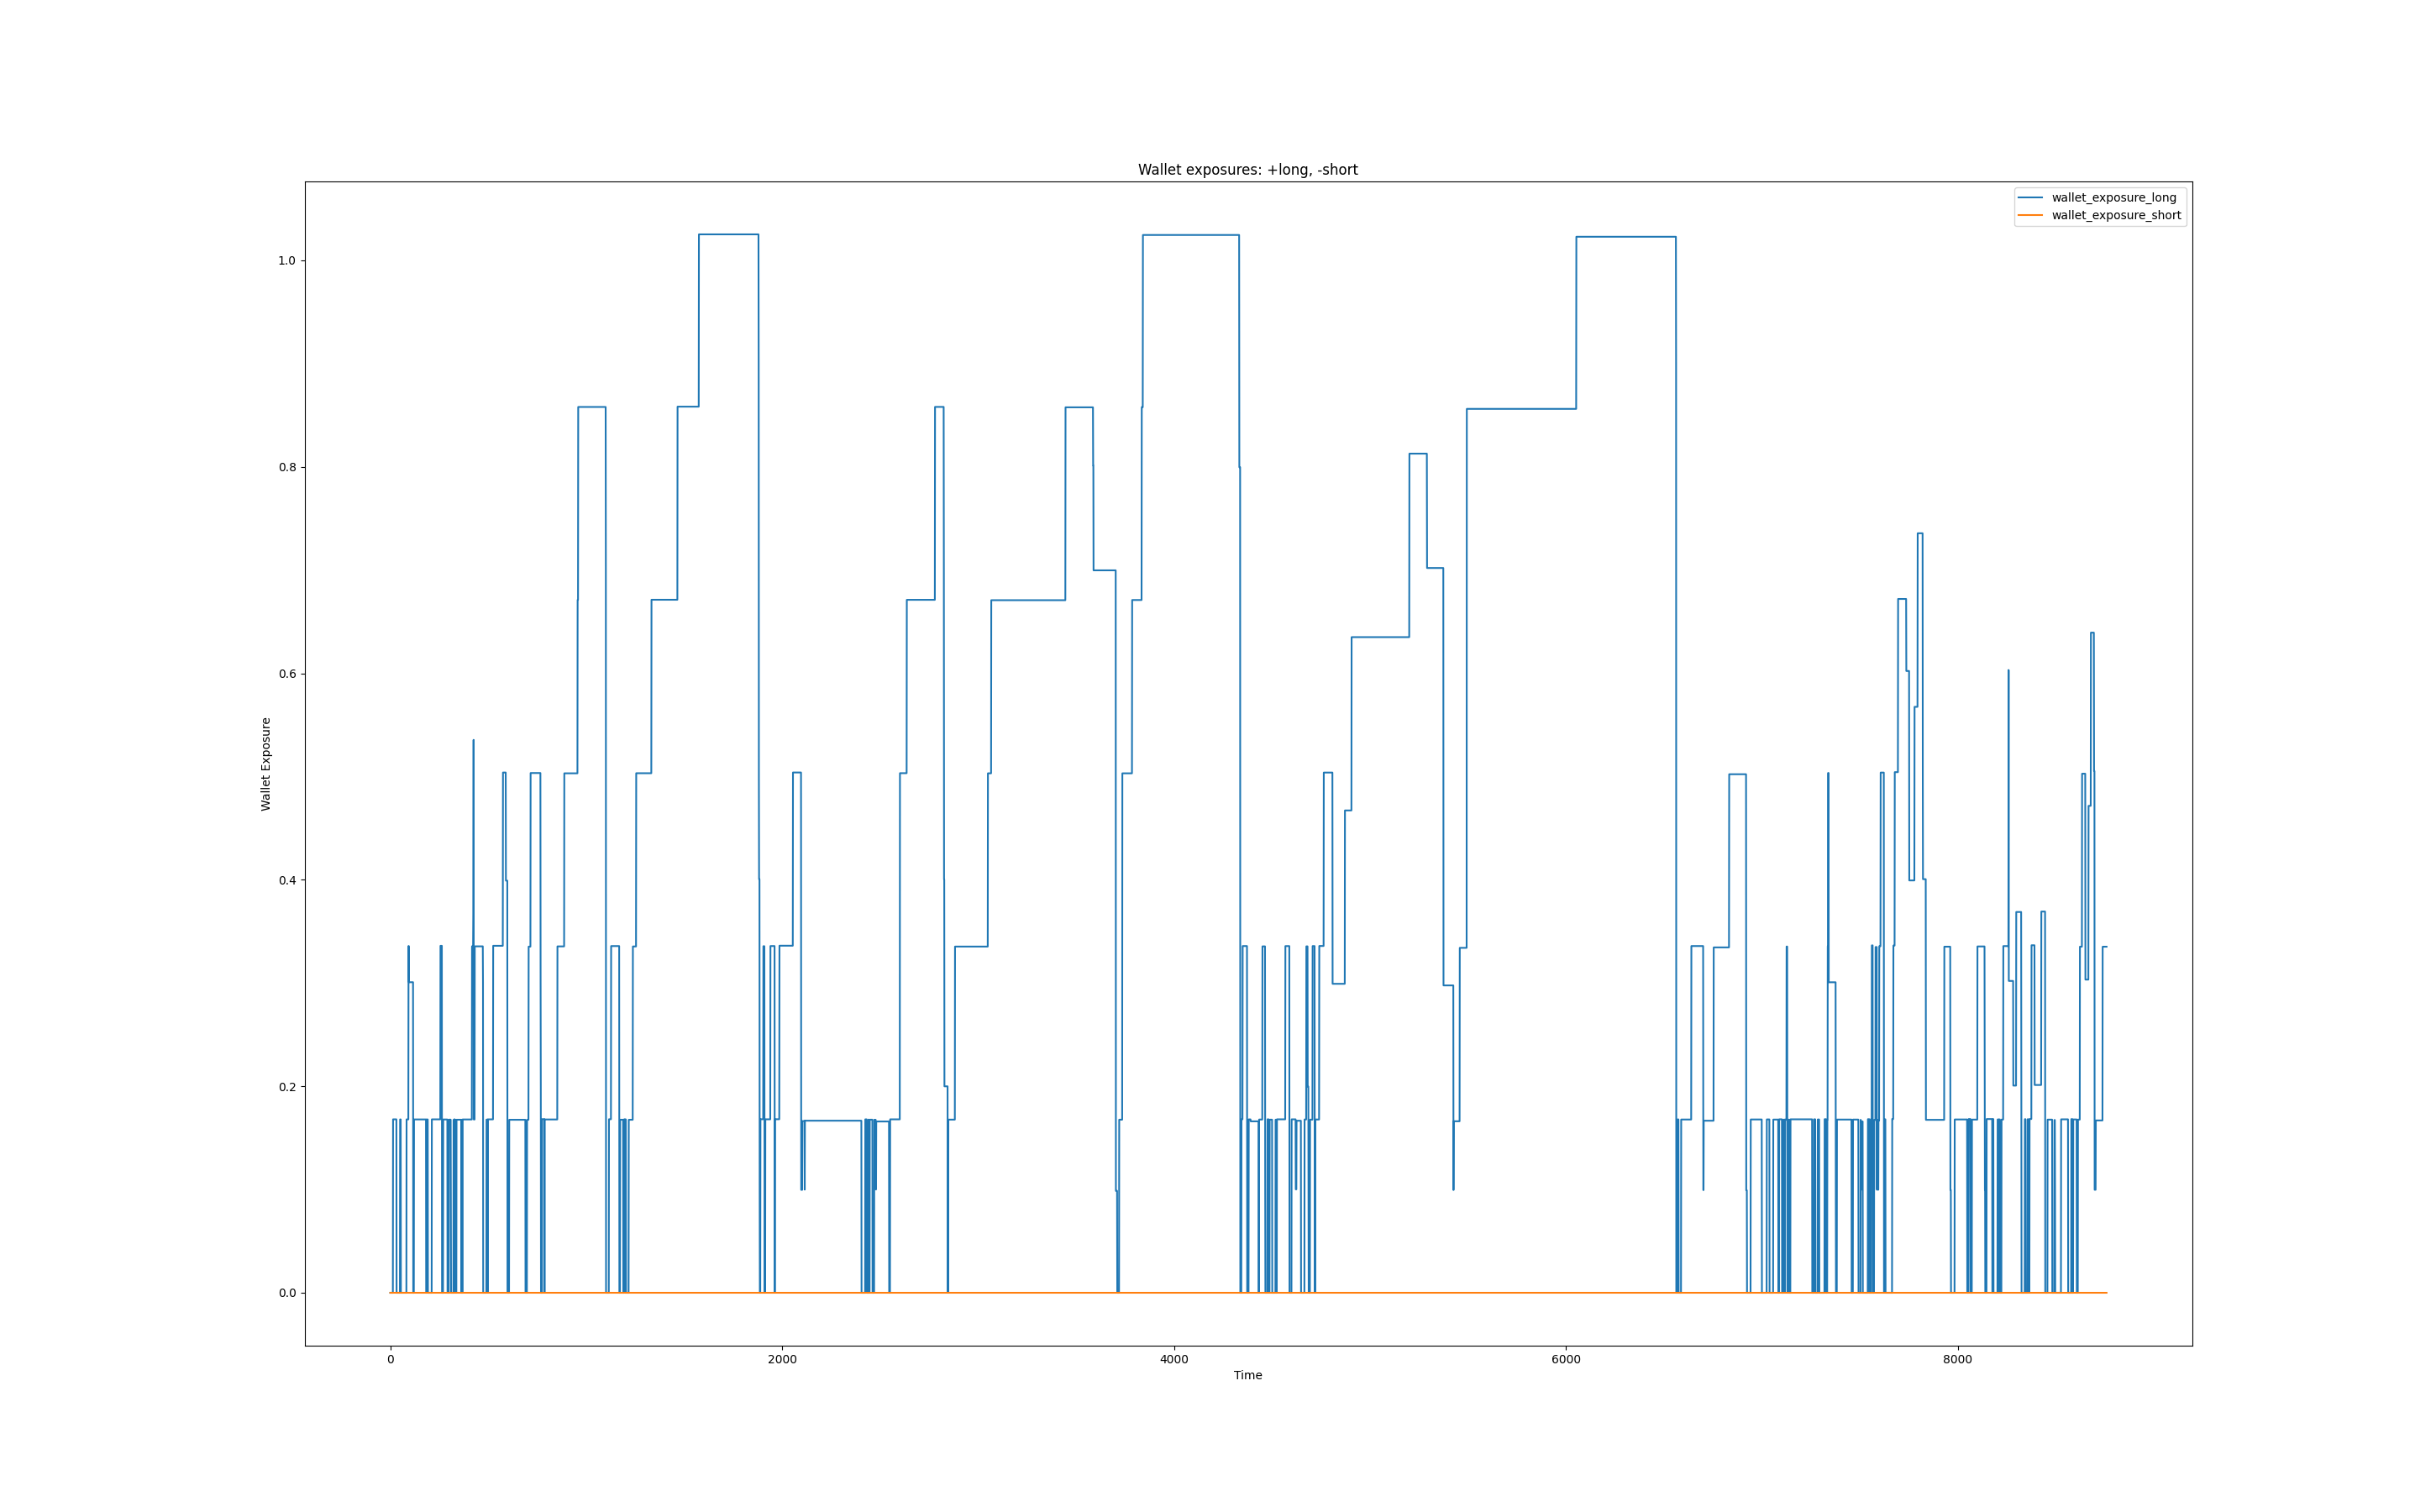 Wallet exposures: +long, -short
wallet_exposure_long
wallet_exposure_short
1.0
0.8
0.6
0.4
0.2
0.0
Wallet Exposure
0
2000
4000
6000
8000
Time